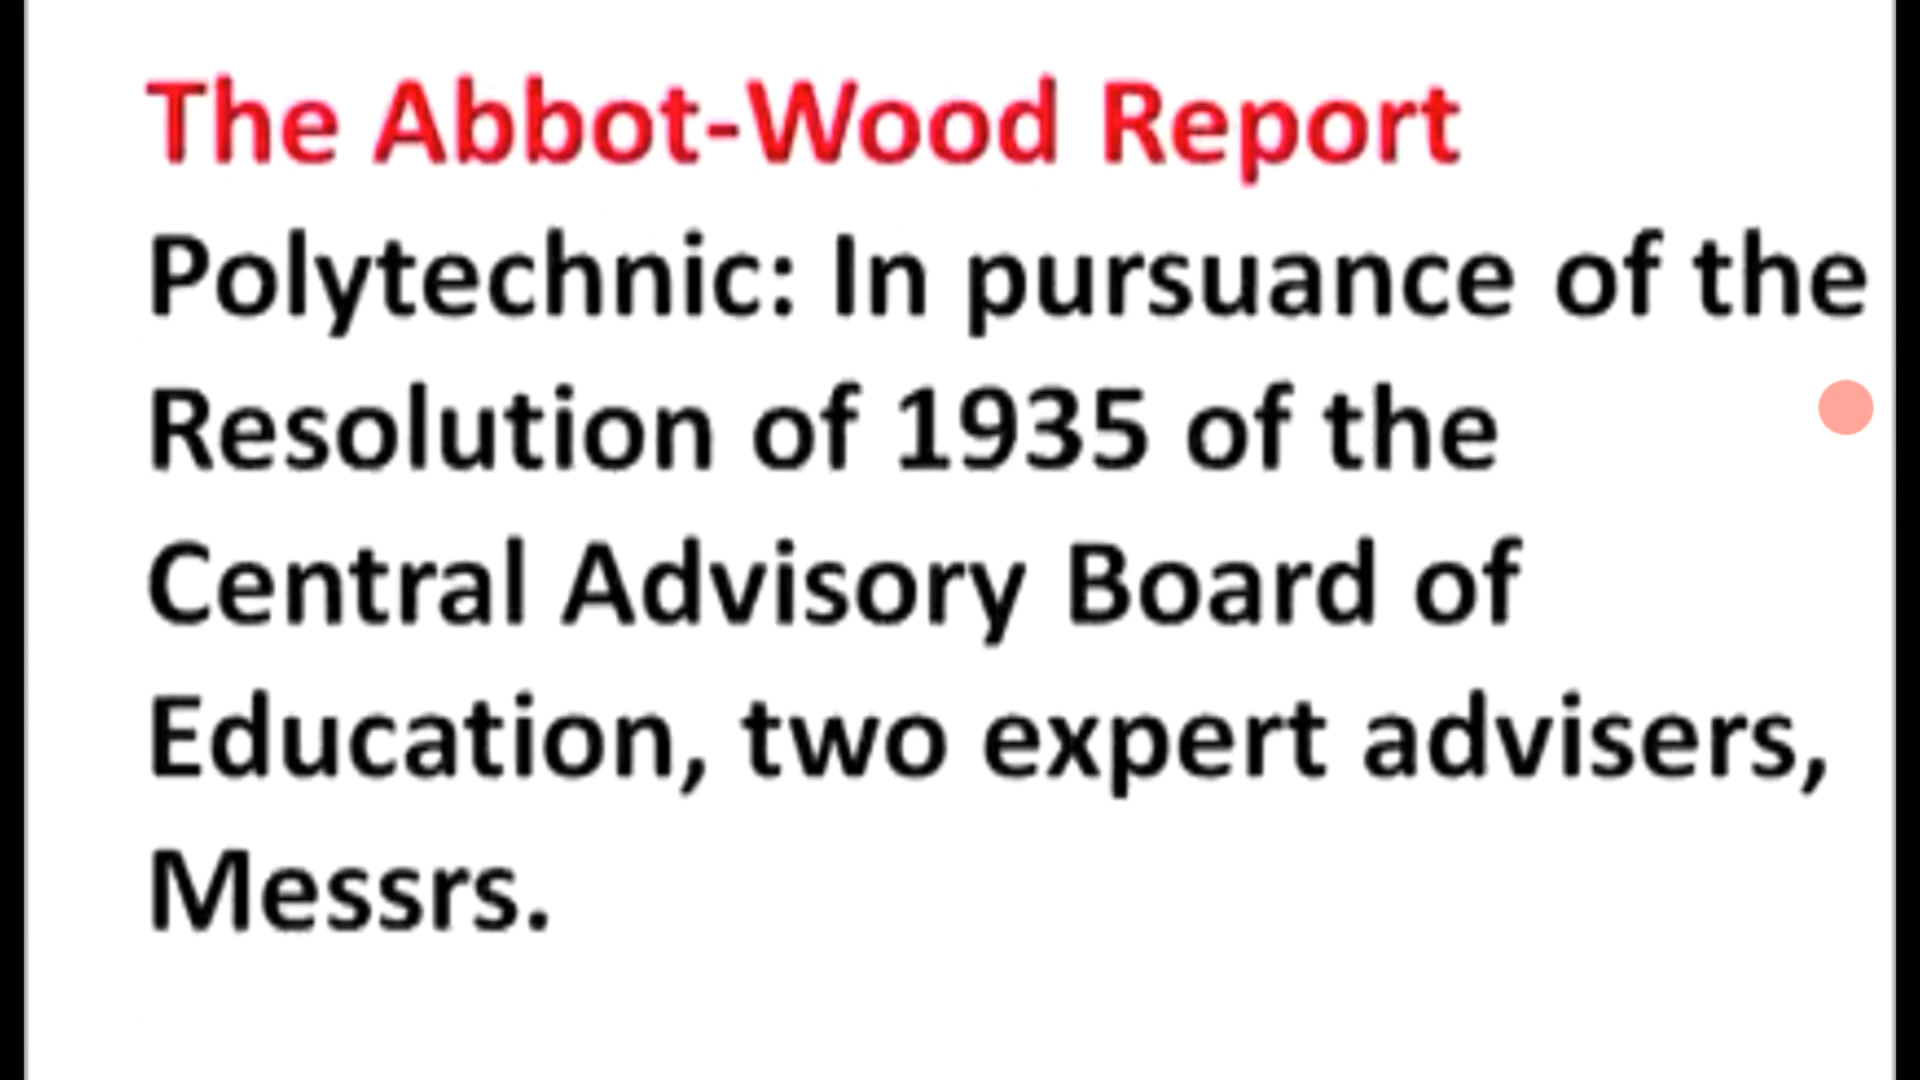 The Abbot-Wood Report
Polytechnic: In pursuance of the
Resolution of 1935 of the
Central Advisory Board of
Education, two expert advisers,
Messrs.